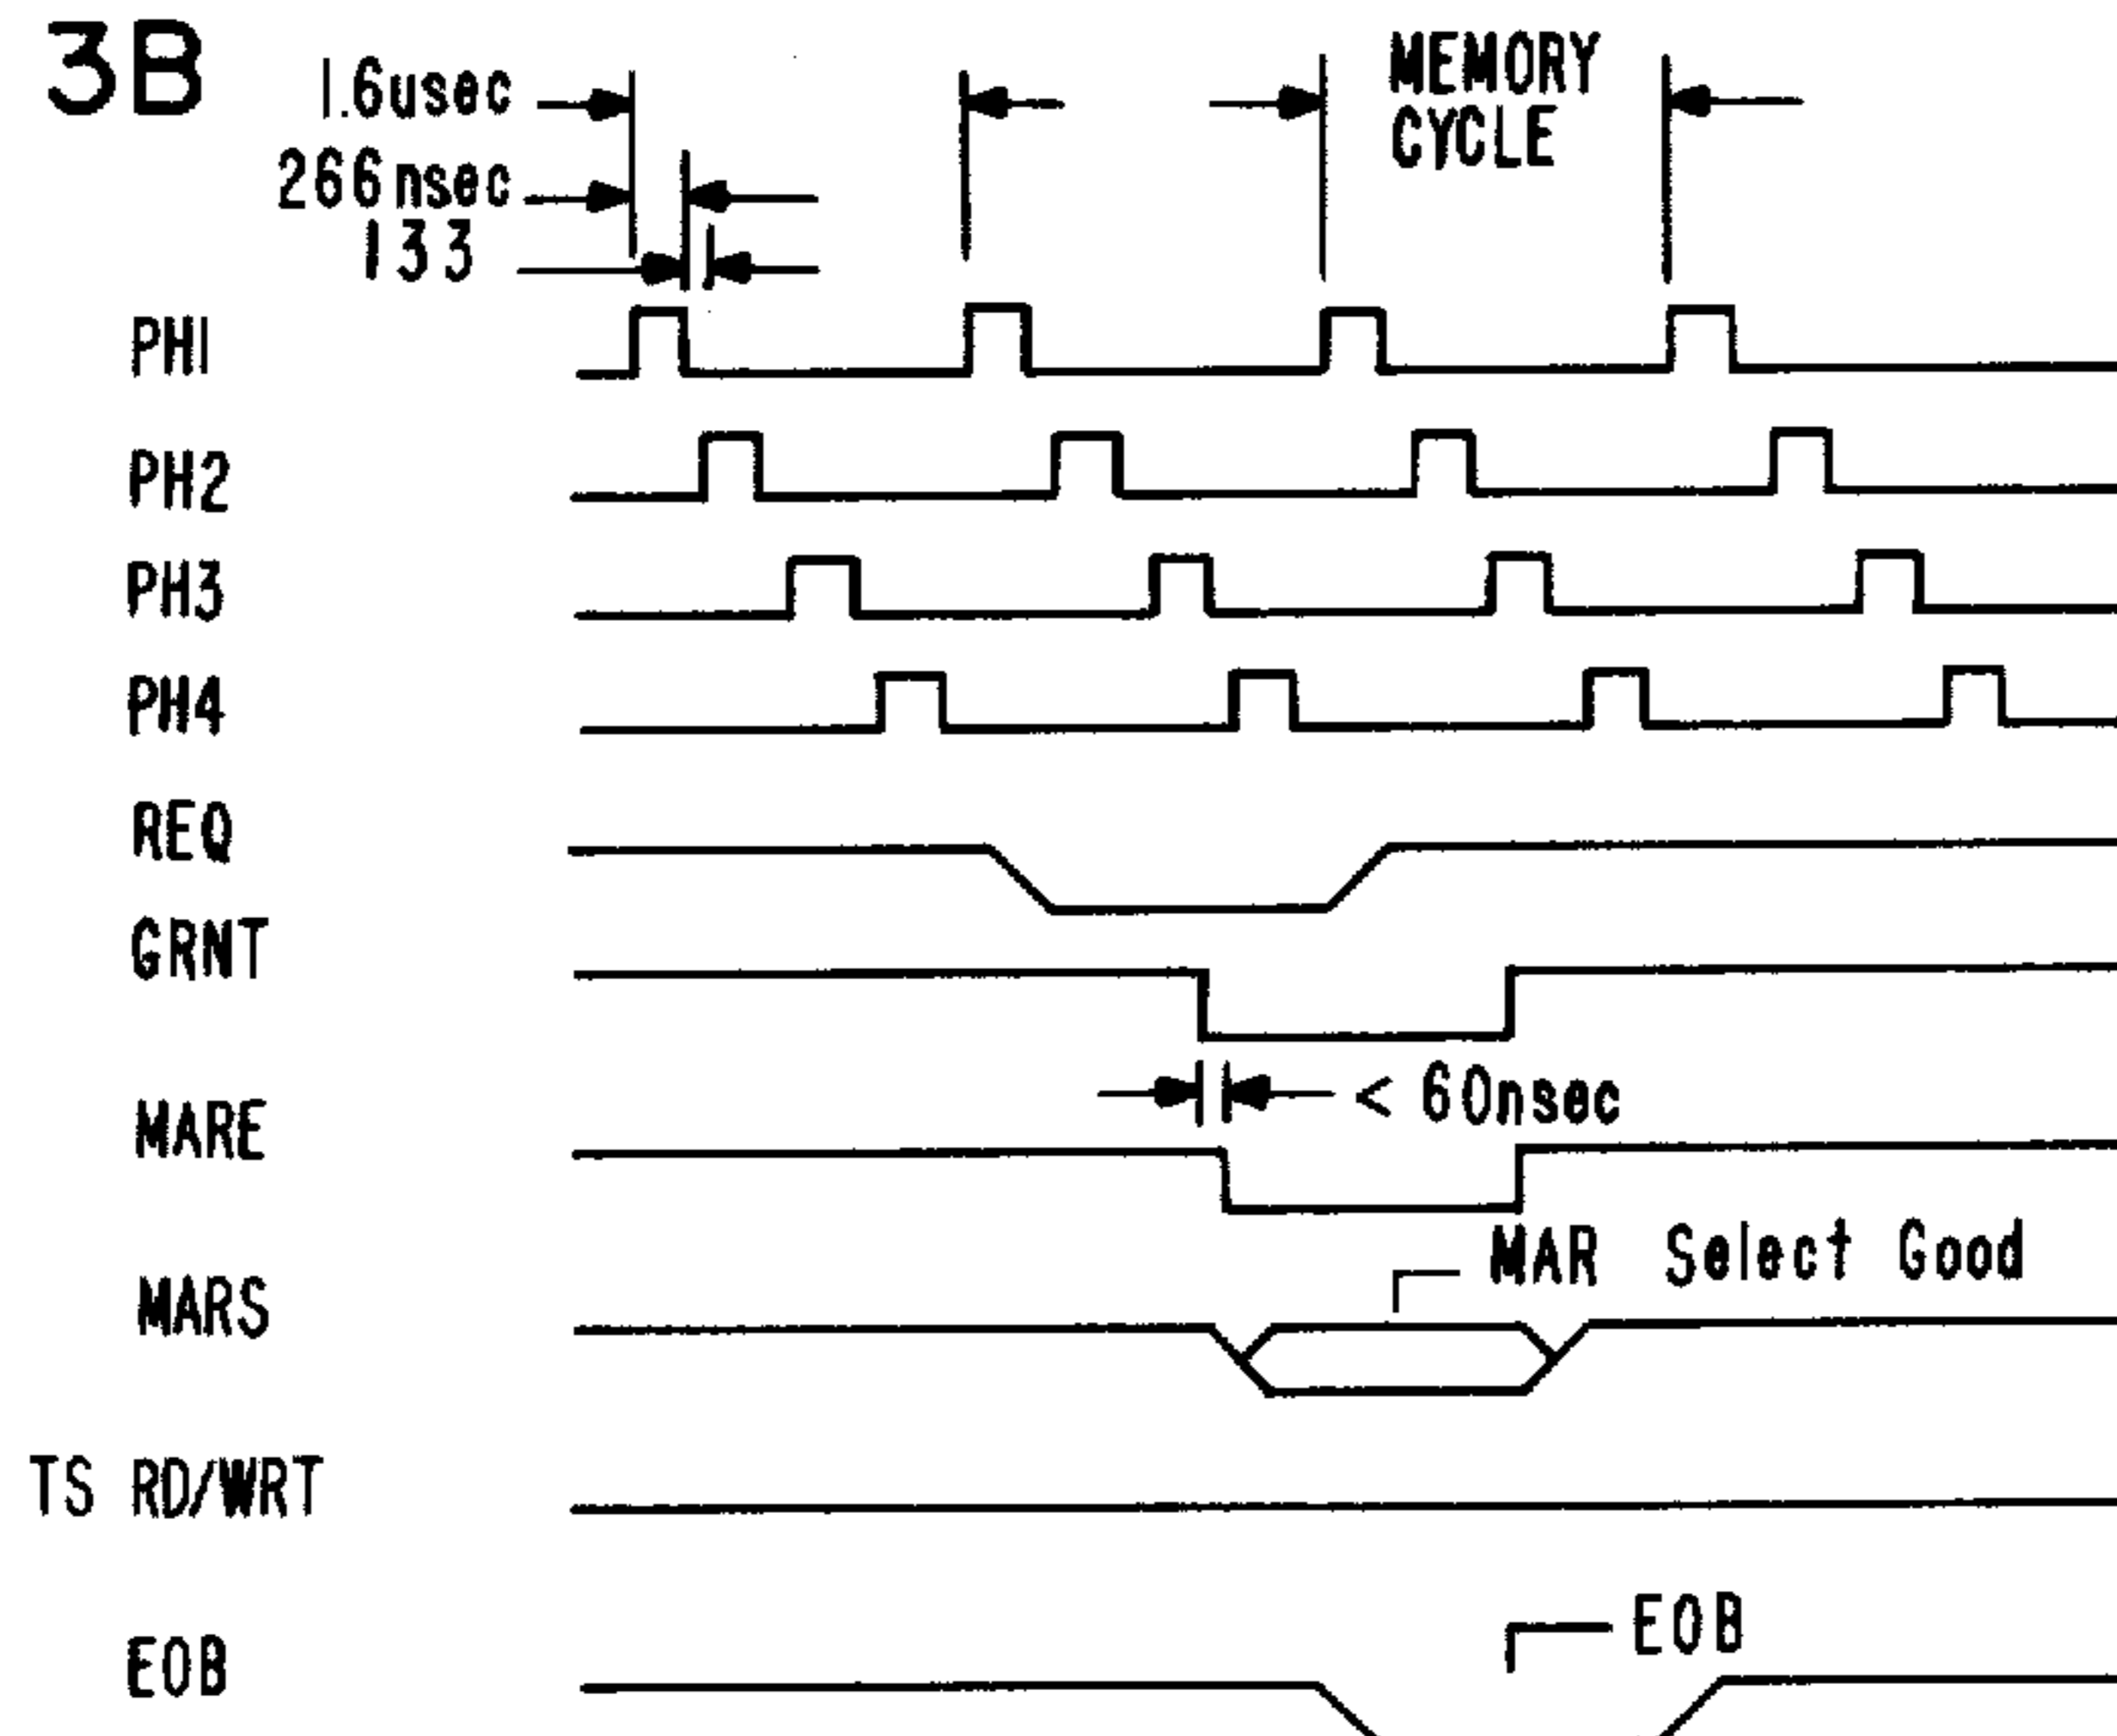 3B
1.6usec
MEMORY
CYCLE
266nsec
133
PH1
PH2
PH3
PH4
REQ
GRNT
< 60nsec
MARE
MAR Select Good
MARS
TS RD/WRT
EOB
EOB